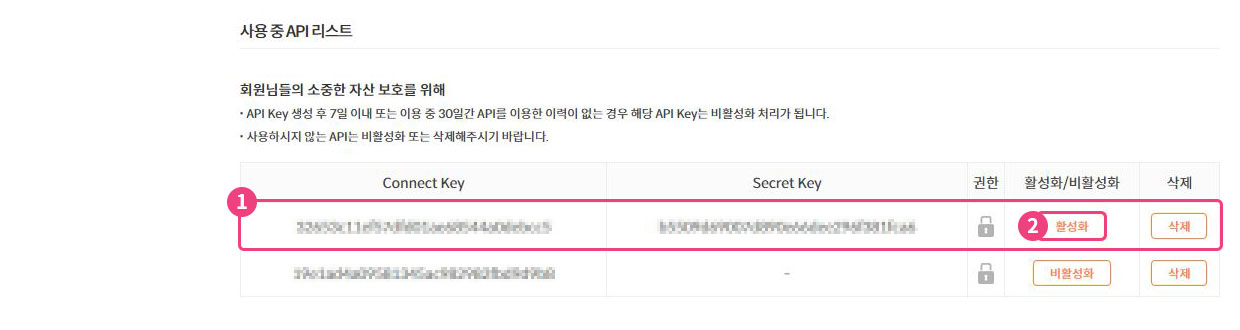 사용 중 API 리스트
회원님들의 소중한 자산 보호를 위해
• API Key 생성 후 7일 이내 또는 이용 중 30일간 API를 이용한 이력이 없는 경우 해당 API Key는 비활성화 처리가 됩니다.
• 사용하시지 않는 API는 비활성화 또는 삭제해주시기 바랍니다.
Connect Key Secret Key 권한 활성화/비활성화 삭제
1
2 활성화 삭제
- 비활성화 삭제